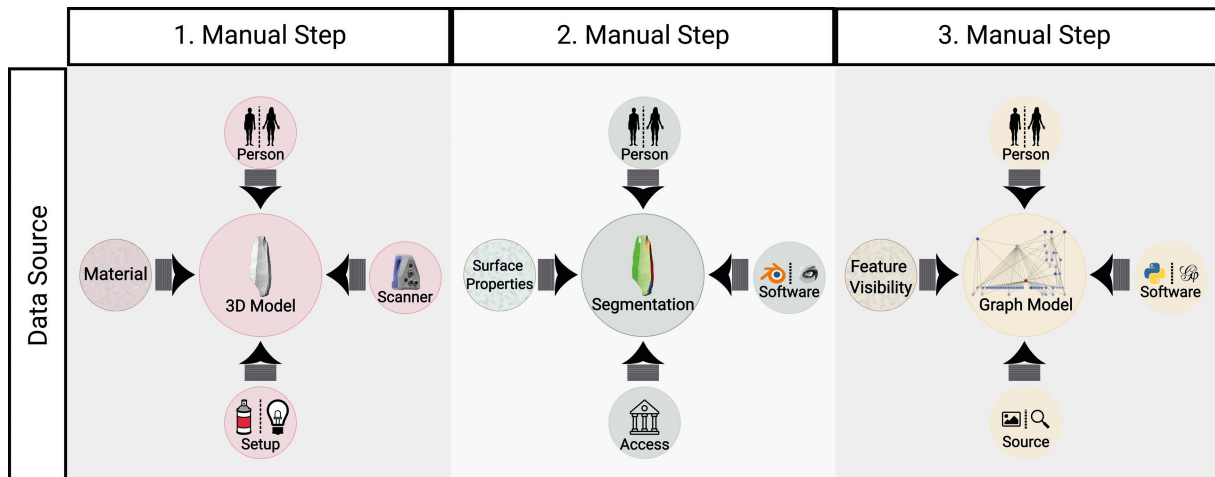 1. Manual Step
2. Manual Step
3. Manual Step
Data Source
Person
Material
3D Model
Scanner
Setup
Person
Surface
Properties
Segmentation
Software
Access
Person
Feature
Visibility
Graph Model
Software
Source